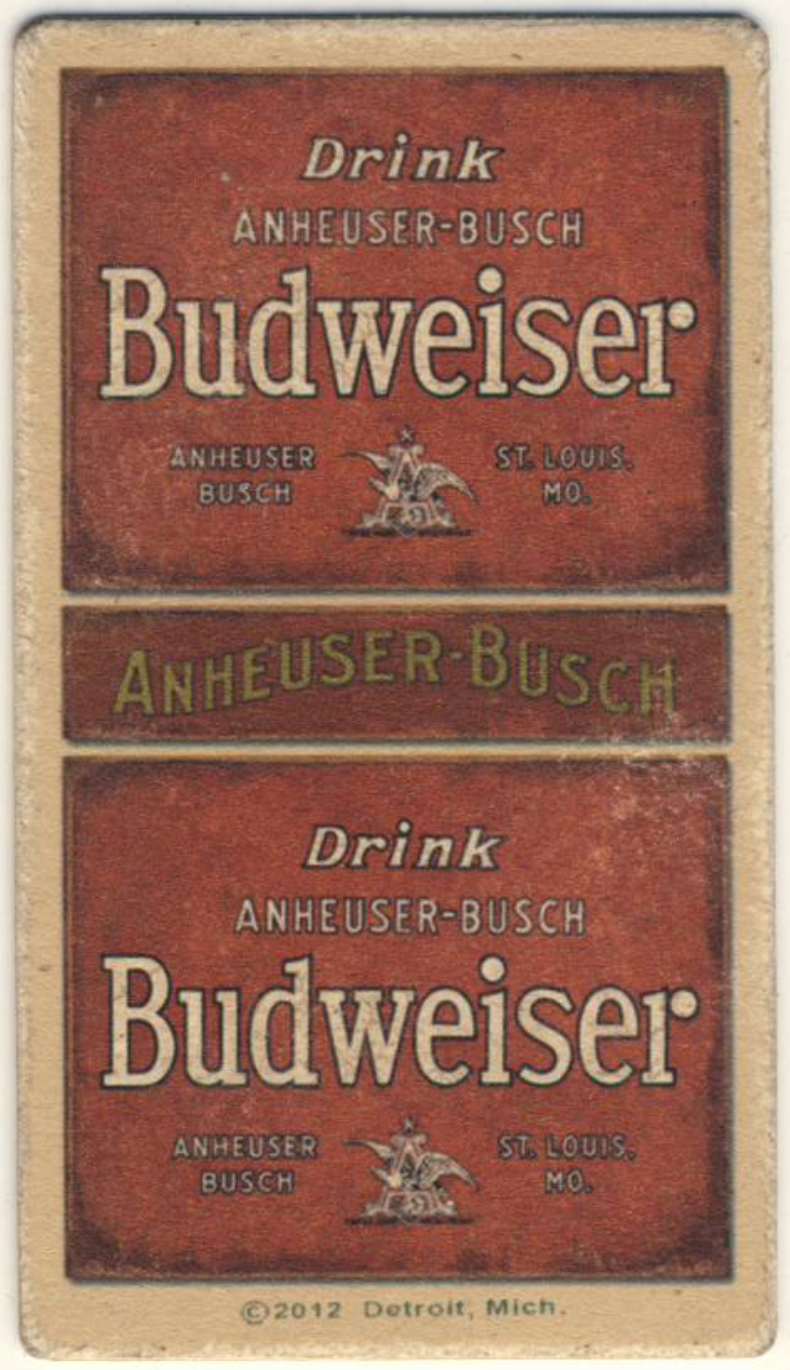 Drink
ANHEUSER-BUSCH
Budweiser
ANHEUSER
BUSCH
ST. LOUIS,
MO.
ANHEUSER-BUSCH
Drink
ANHEUSER-BUSCH
Budweiser
ANHEUSER
BUSCH
ST. LOUIS,
MO.
©2012 Detroit, Mich.